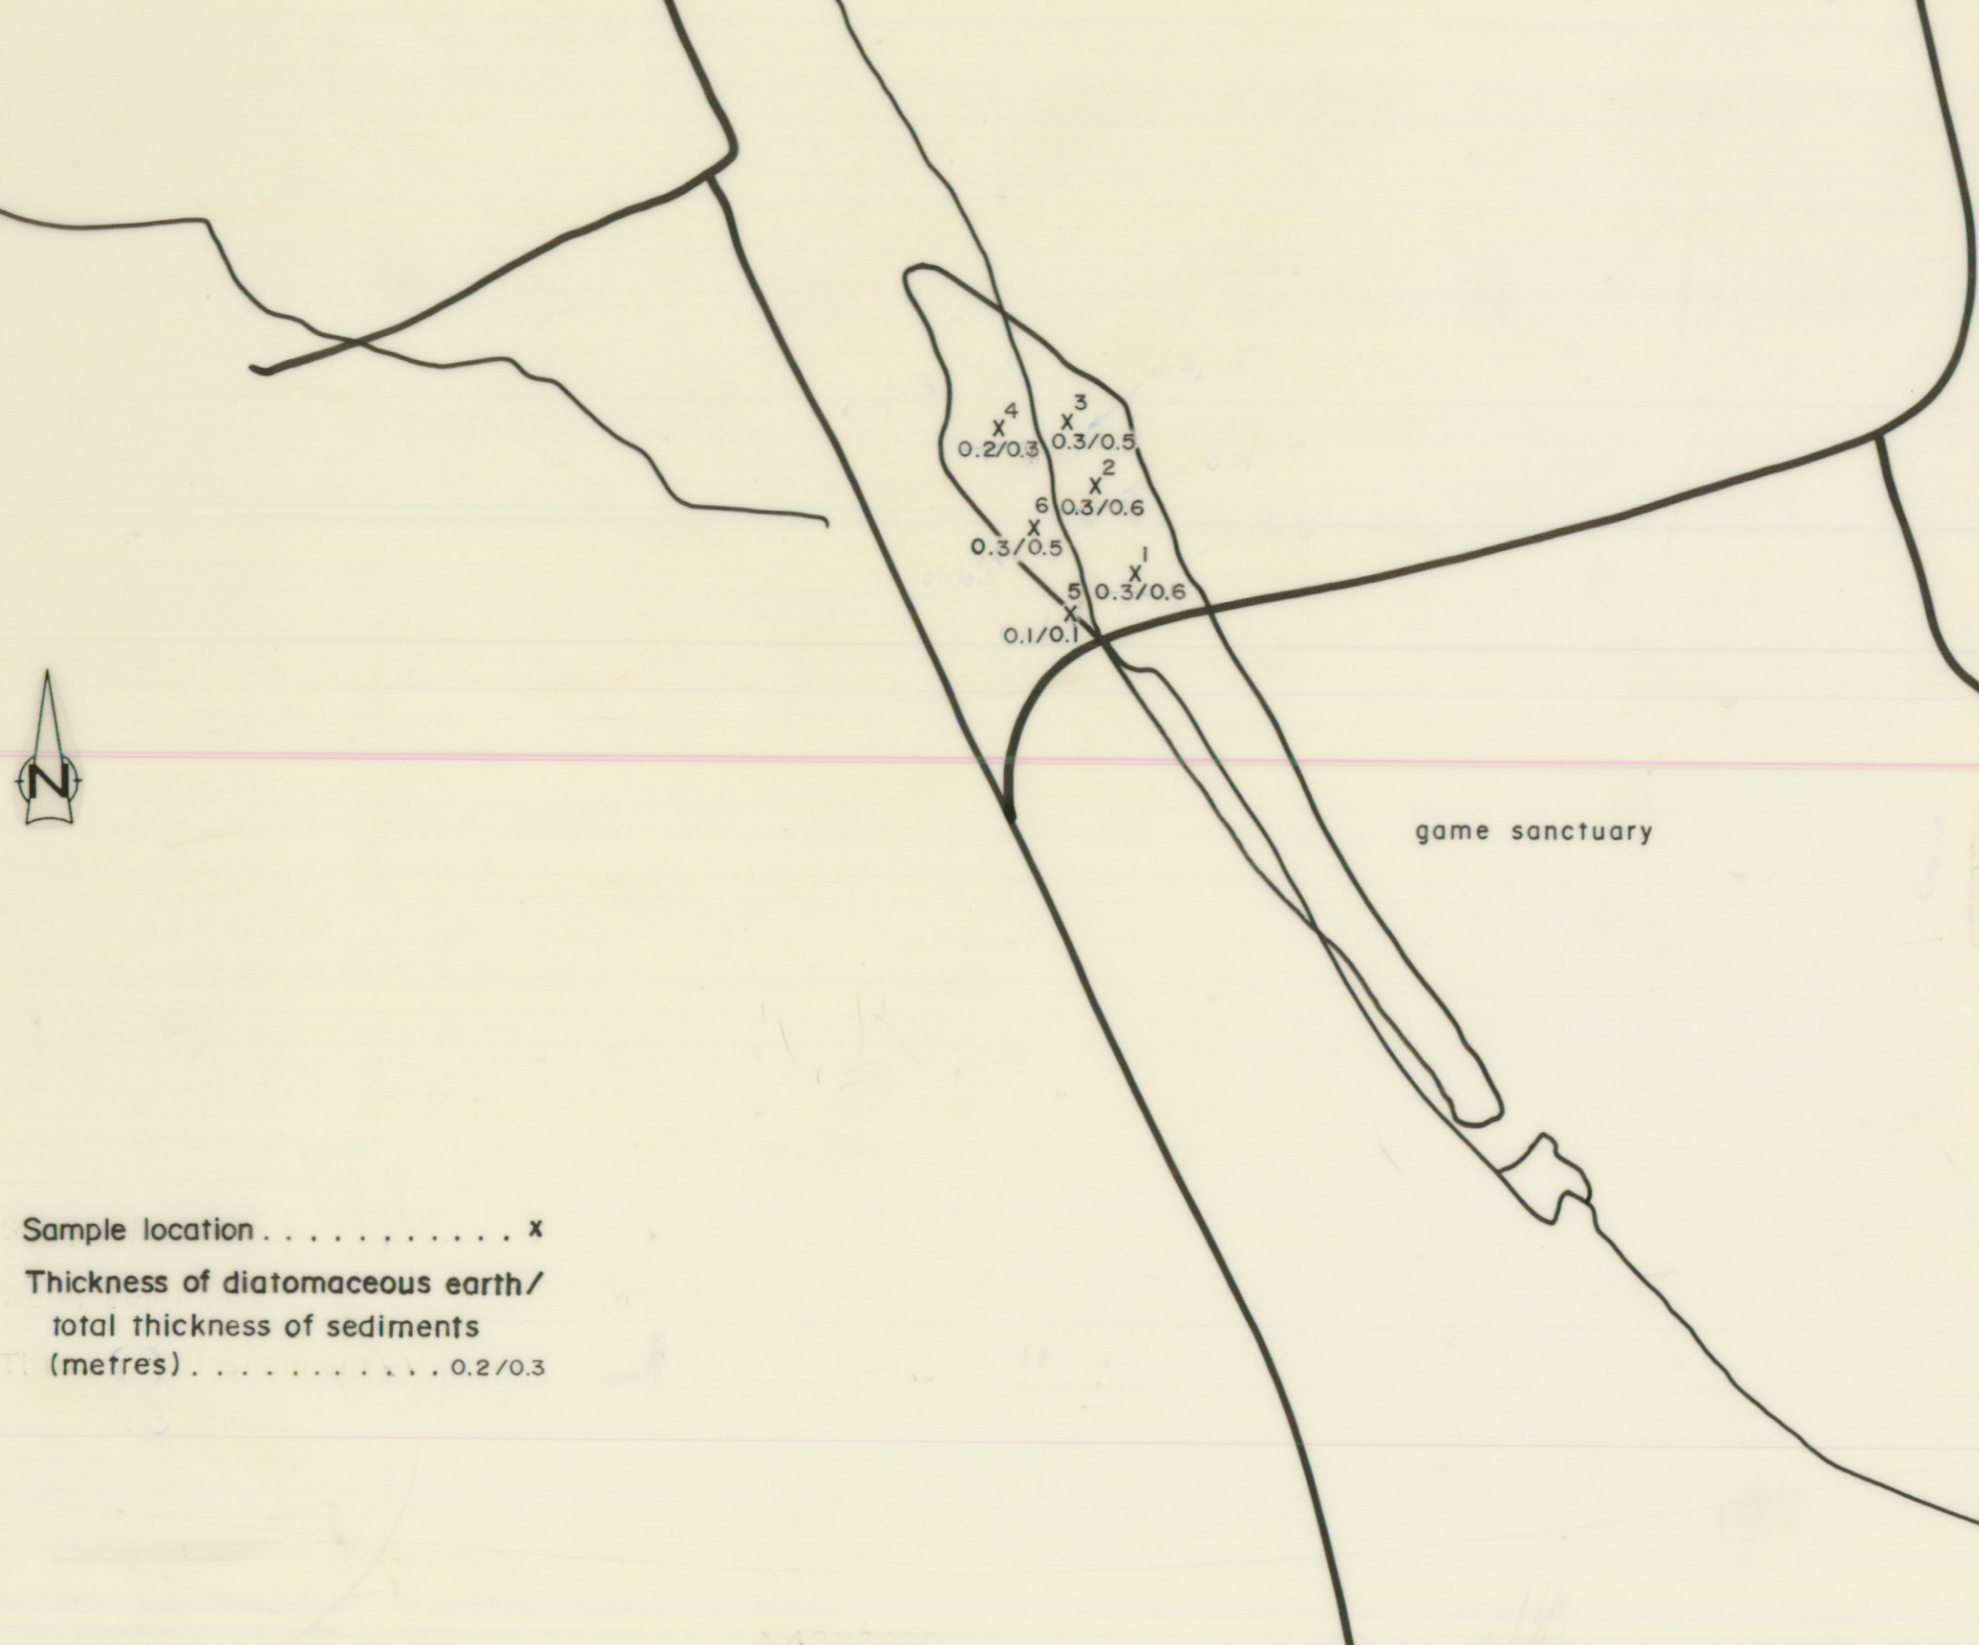 4
0.2/0.3
3
0.3/0.5
2
0.3/0.6
6
0.3/0.5
1
0.3/0.6
5
0.1/0.1
N
game sanctuary
Sample location . . . . . . . . . . . x
Thickness of diatomaceous earth/
total thickness of sediments
(metres) . . . . . . . . . . . 0.2/0.3